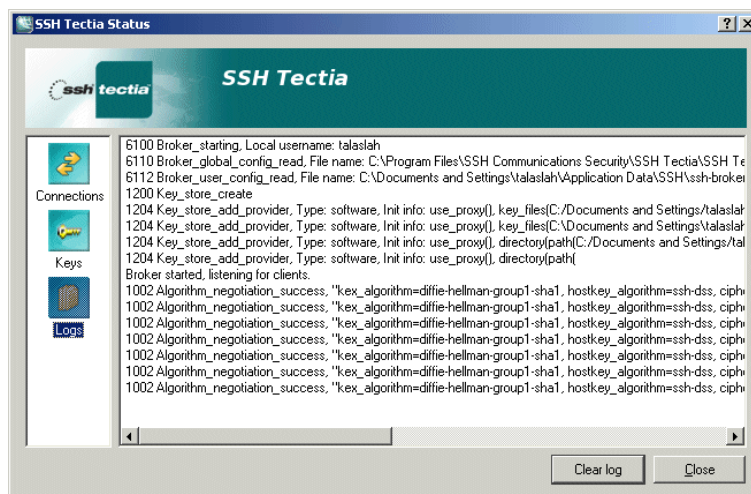 SSH Tectia Status
ssh tectia
SSH Tectia
Connections
Keys
Logs
6100 Broker_starting, Local username: talaslah
6110 Broker_global_config_read, File name: C:\Program Files\SSH Communications Security\SSH Tectia\SSH Te
6112 Broker_user_config_read, File name: C:\Documents and Settings\talaslah\Application Data\SSH\ssh-broker
1200 Key_store_create
1204 Key_store_add_provider, Type: software, Init info: use_proxy(), key_files(C:/Documents and Settings/talaslah
1204 Key_store_add_provider, Type: software, Init info: use_proxy(), key_files(C:\Documents and Settings\talaslah
1204 Key_store_add_provider, Type: software, Init info: use_proxy(), directory(path(C:/Documents and Settings/tal
1204 Key_store_add_provider, Type: software, Init info: use_proxy(), directory(path(
Broker started, listening for clients.
1002 Algorithm_negotiation_success, "kex_algorithm=diffie-hellman-group1-sha1, hostkey_algorithm=ssh-dss, ciph
1002 Algorithm_negotiation_success, "kex_algorithm=diffie-hellman-group1-sha1, hostkey_algorithm=ssh-dss, ciph
1002 Algorithm_negotiation_success, "kex_algorithm=diffie-hellman-group1-sha1, hostkey_algorithm=ssh-dss, ciph
1002 Algorithm_negotiation_success, "kex_algorithm=diffie-hellman-group1-sha1, hostkey_algorithm=ssh-dss, ciph
1002 Algorithm_negotiation_success, "kex_algorithm=diffie-hellman-group1-sha1, hostkey_algorithm=ssh-dss, ciph
1002 Algorithm_negotiation_success, "kex_algorithm=diffie-hellman-group1-sha1, hostkey_algorithm=ssh-dss, ciph
1002 Algorithm_negotiation_success, "kex_algorithm=diffie-hellman-group1-sha1, hostkey_algorithm=ssh-dss, ciph
Clear log
Close